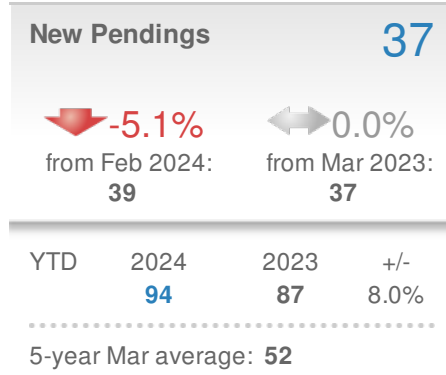 New Pendings 37
-5.1% 0.0%
from Feb 2024: from Mar 2023:
39 37
YTD 2024 2023 +/-
94 87 8.0%
5-year Mar average: 52